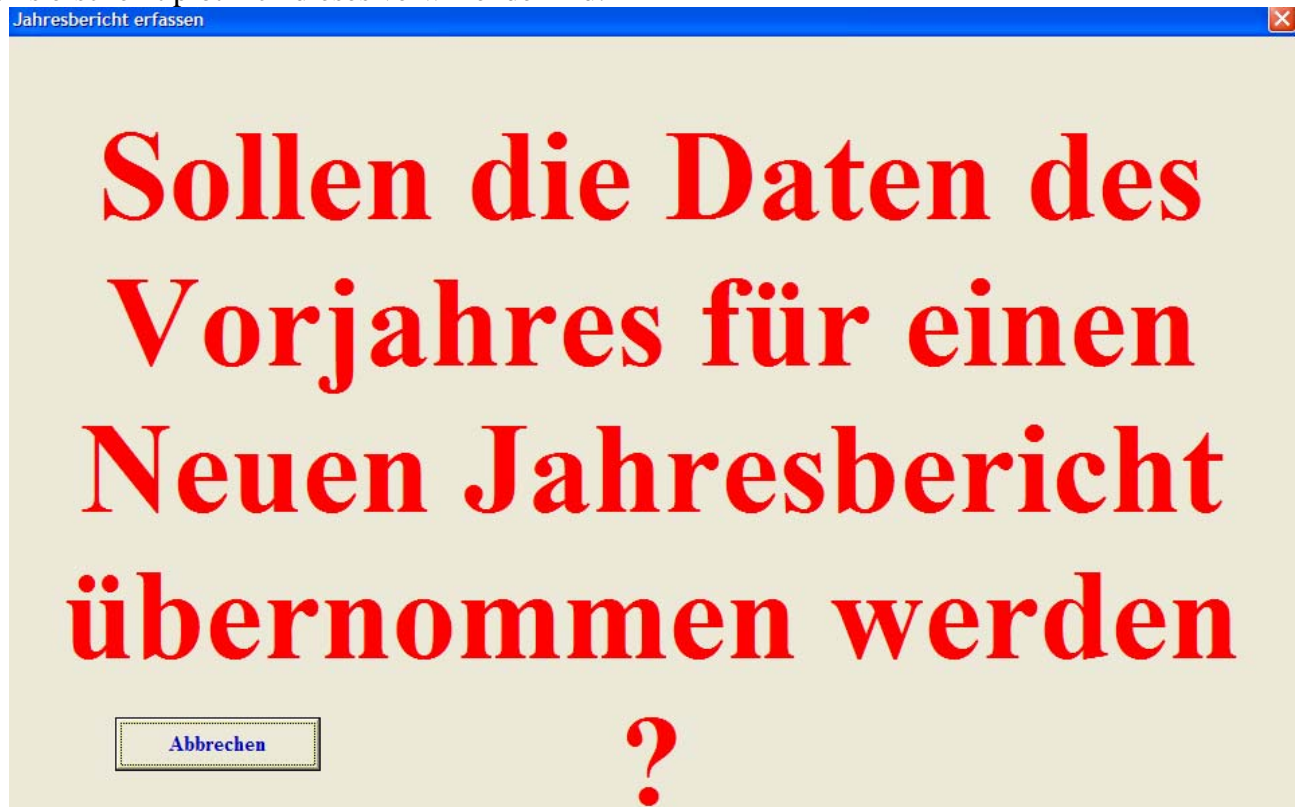 Jahresbericht erfassen
Sollen die Daten des
Vorjahres für einen
Neuen Jahresbericht
übernommen werden
?
Abbrechen